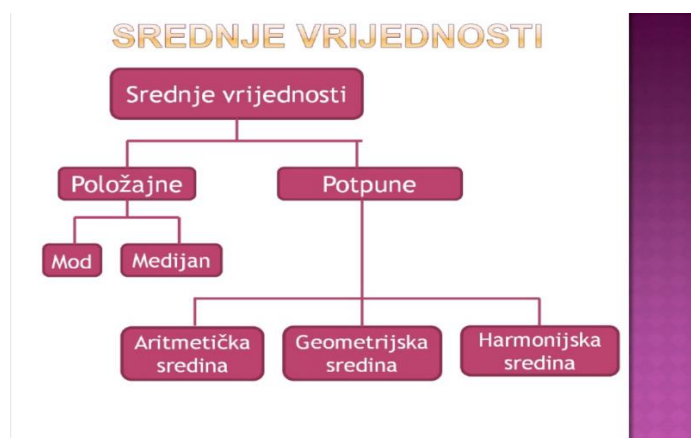 SREDNJE VRIJEDNOSTI
Srednje vrijednosti
Položajne
Potpune
Mod
Medijan
Aritmetička
sredina
Geometrijska
sredina
Harmonijska
sredina